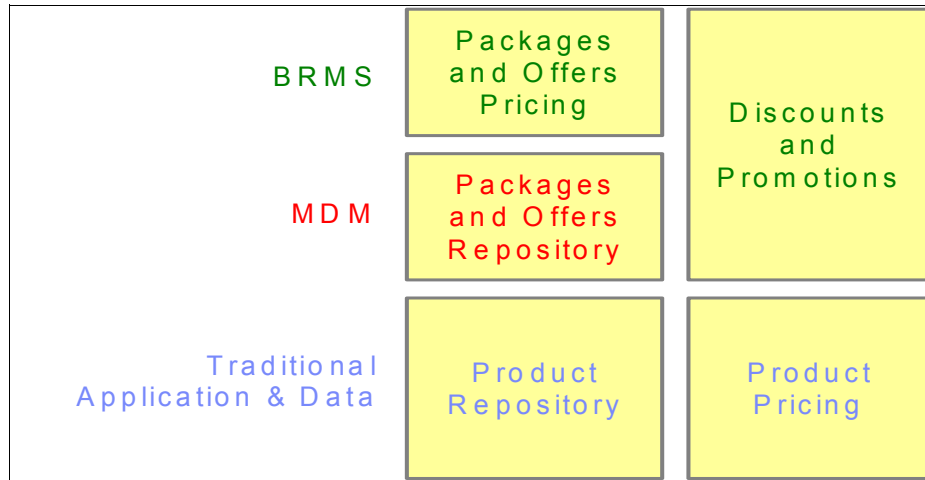 BRMS
Packages
and Offers
Pricing
Discounts
and
Promotions
MDM
Packages
and Offers
Repository
Traditional
Application & Data
Product
Repository
Product
Pricing